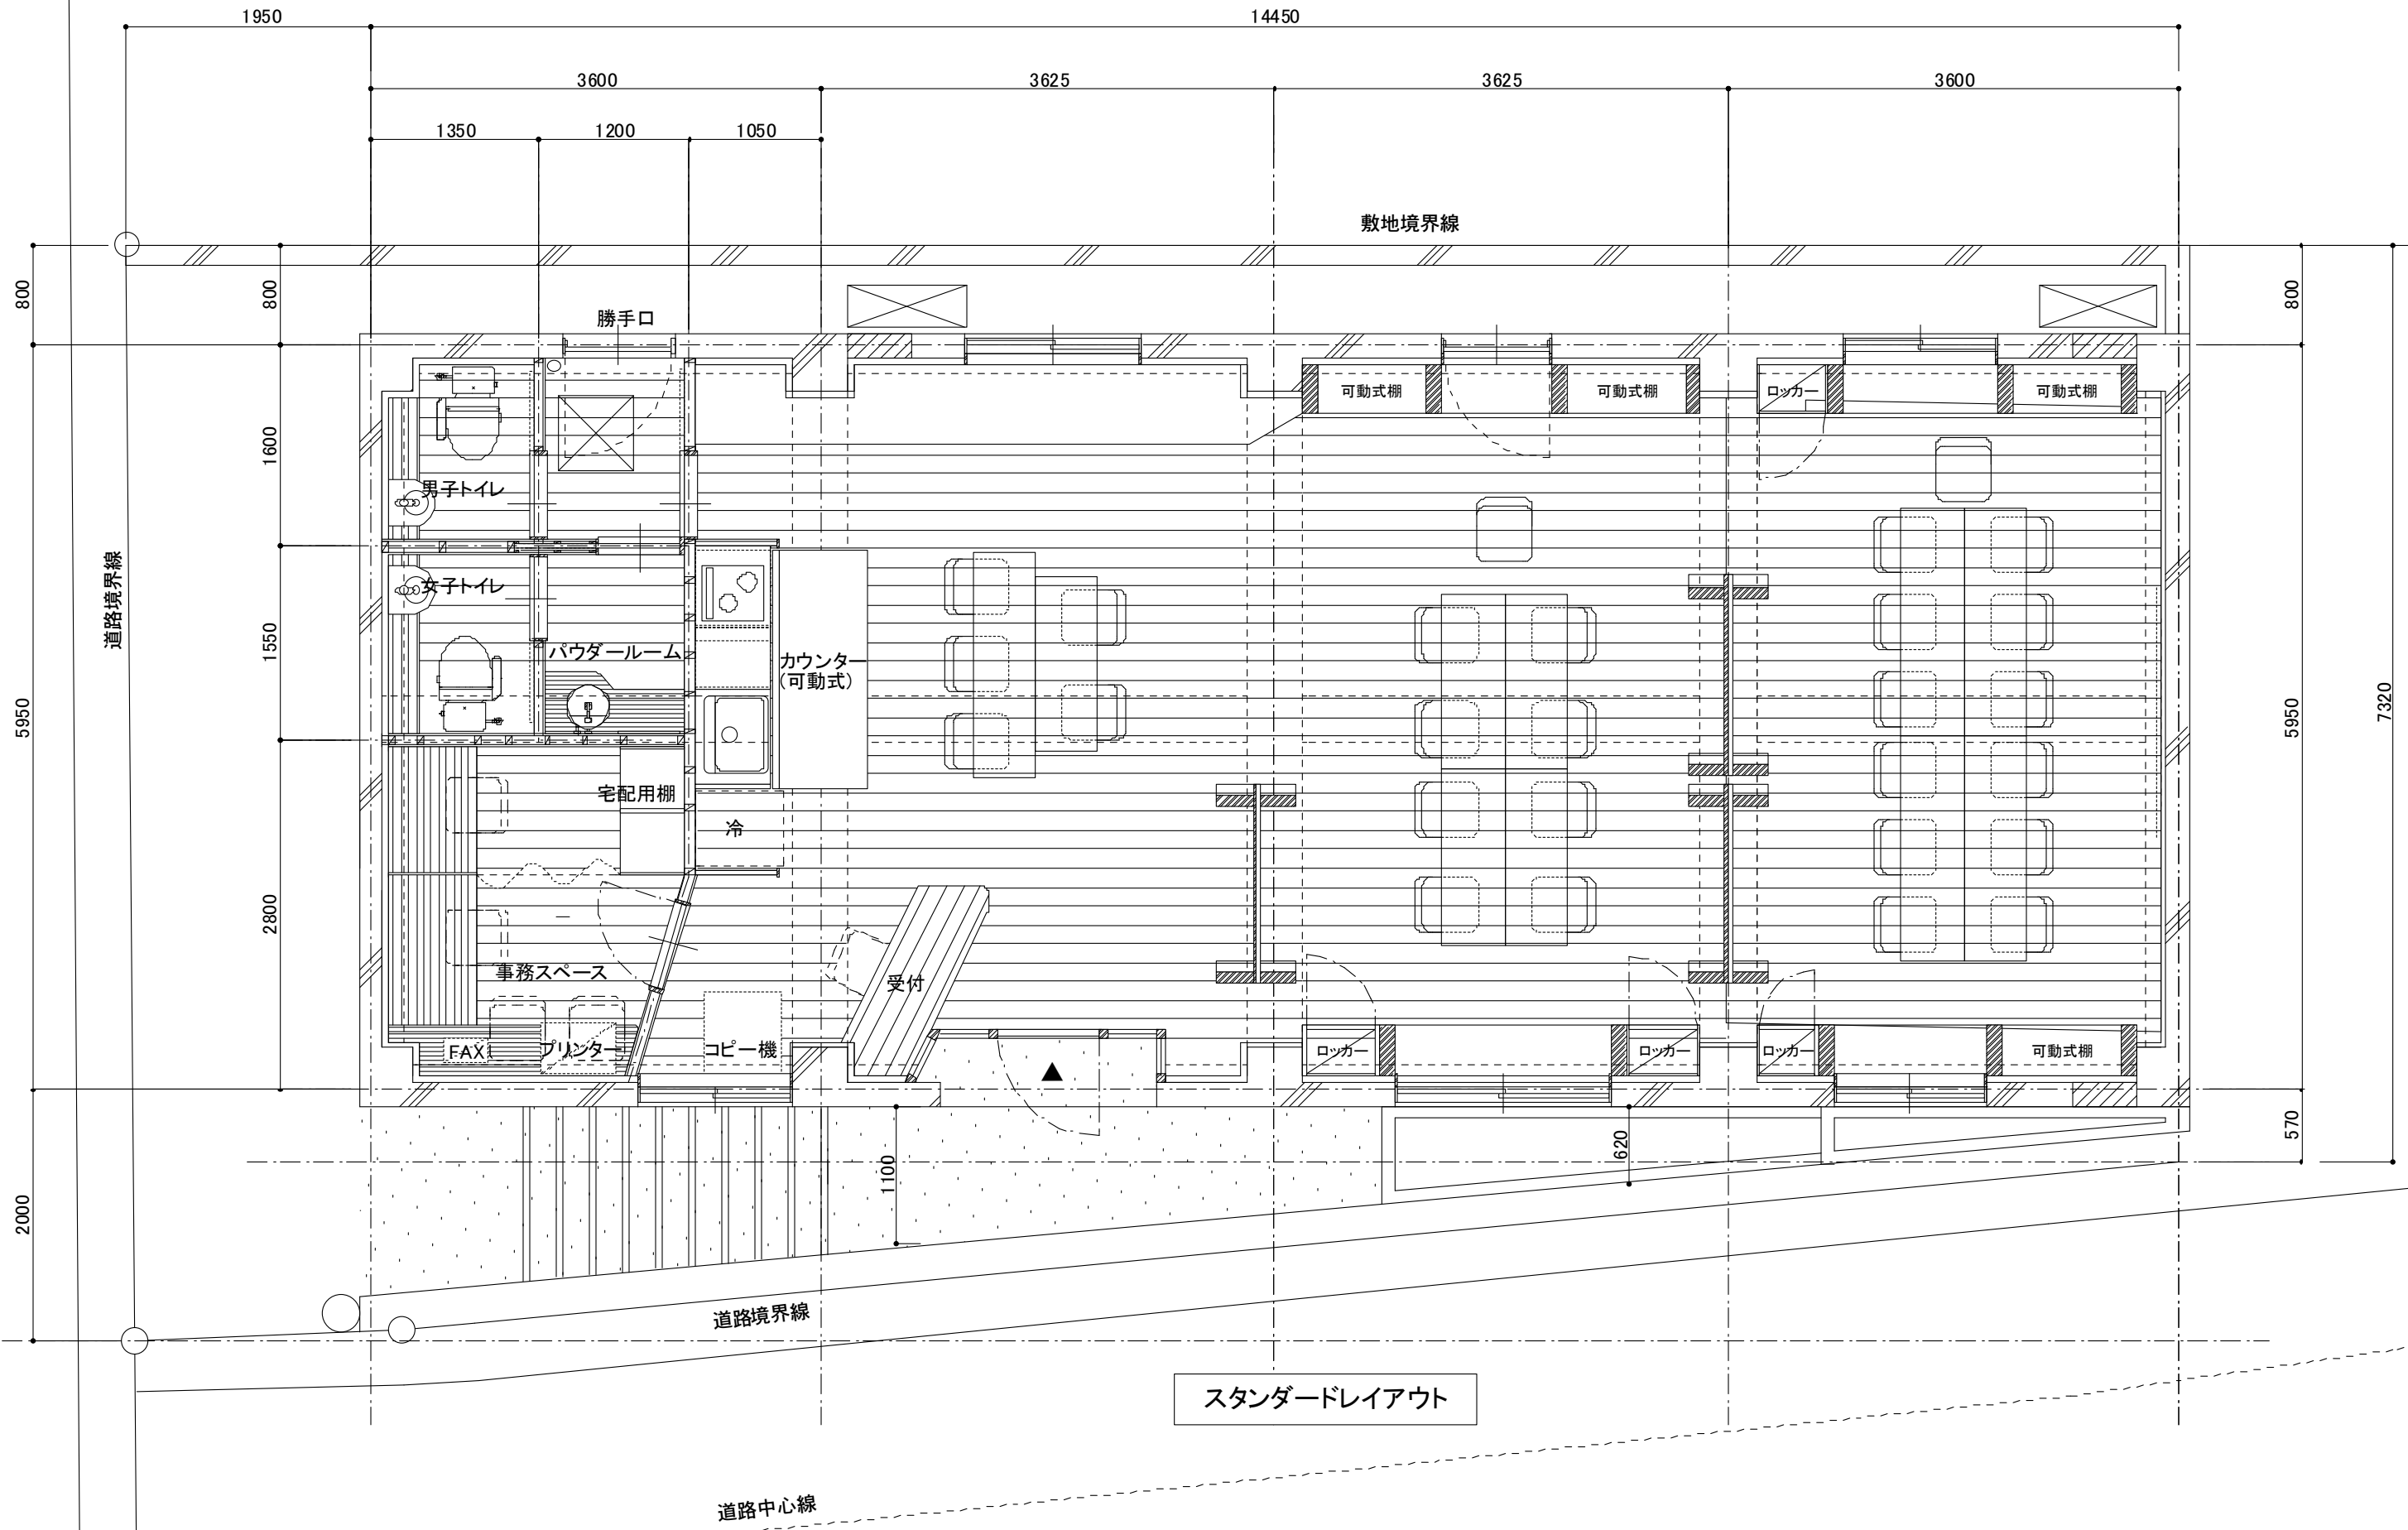 1950
14450
3600
3625
3625
3600
1350
1200
1050
敷地境界線
800
800
800
勝手口
可動式棚
可動式棚
ロッカー
可動式棚
1600
男子トイレ
道路境界線
女子トイレ
1550
パウダールーム
カウンター
(可動式)
5950
5950
7320
宅配用棚
冷
2800
事務スペース
受付
FAX
プリンター
コピー機
▲
ロッカー
ロッカー
ロッカー
可動式棚
570
620
1100
2000
道路境界線
スタンダードレイアウト
道路中心線